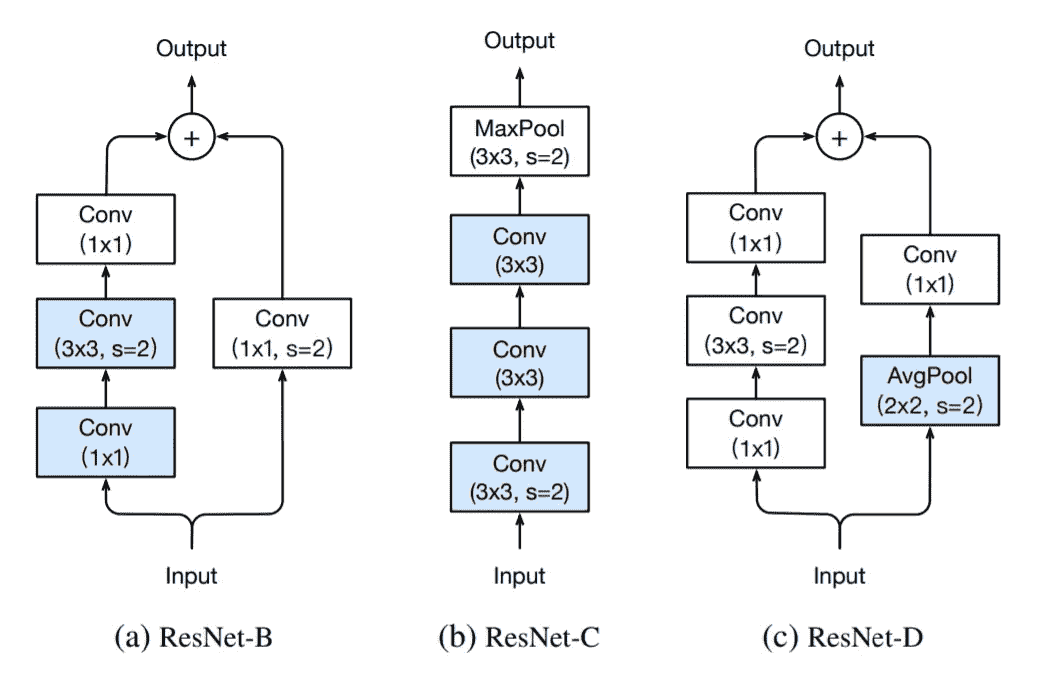 Output
+
Conv
(1x1)
Conv
(3x3, s=2)
Conv
(1x1, s=2)
Conv
(1x1)
Input
(a) ResNet-B
Output
MaxPool
(3x3, s=2)
Conv
(3x3)
Conv
(3x3)
Conv
(3x3, s=2)
Input
(b) ResNet-C
Output
+
Conv
(1x1)
Conv
(1x1)
Conv
(3x3, s=2)
AvgPool
(2x2, s=2)
Conv
(1x1)
Input
(c) ResNet-D